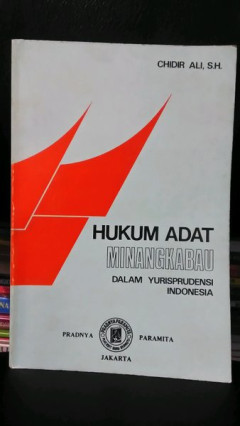 CHIDIR ALI, S.H.
HUKUM ADAT
MINANGKABAU
DALAM YURISPRUDENSI
INDONESIA
PRADNYA PARAMITA
JAKARTA